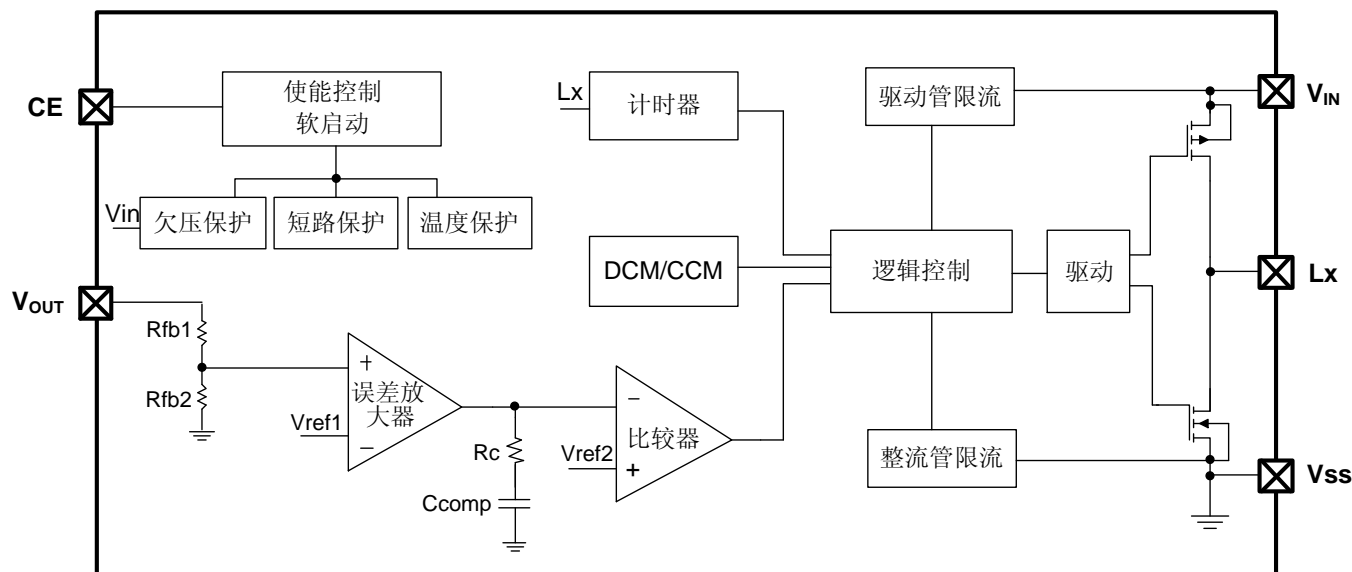 CE
使能控制
软启动
Lx
计时器
驱动管限流
VIN
Vin
欠压保护
短路保护
温度保护
DCM/CCM
逻辑控制
驱动
Lx
VOUT
Rfb1
Rfb2
+
误差放
大器
Vref1
−
Rc
Ccomp
−
比较器
Vref2
+
整流管限流
Vss